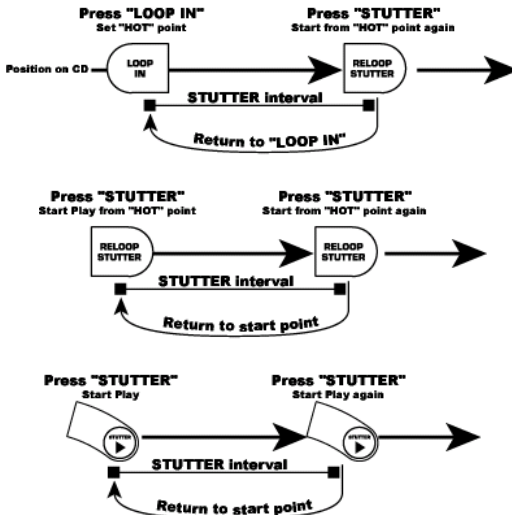 Press "LOOP IN"
Set "HOT" point
Press "STUTTER"
Start from "HOT" point again
Position on CD
LOOP
IN
RELOOP
STUTTER
STUTTER interval
Return to "LOOP IN"
Press "STUTTER"
Start Play from "HOT" point
Press "STUTTER"
Start from "HOT" point again
RELOOP
STUTTER
RELOOP
STUTTER
STUTTER interval
Return to start point
Press "STUTTER"
Start Play
Press "STUTTER"
Start Play again
STUTTER
STUTTER
STUTTER interval
Return to start point